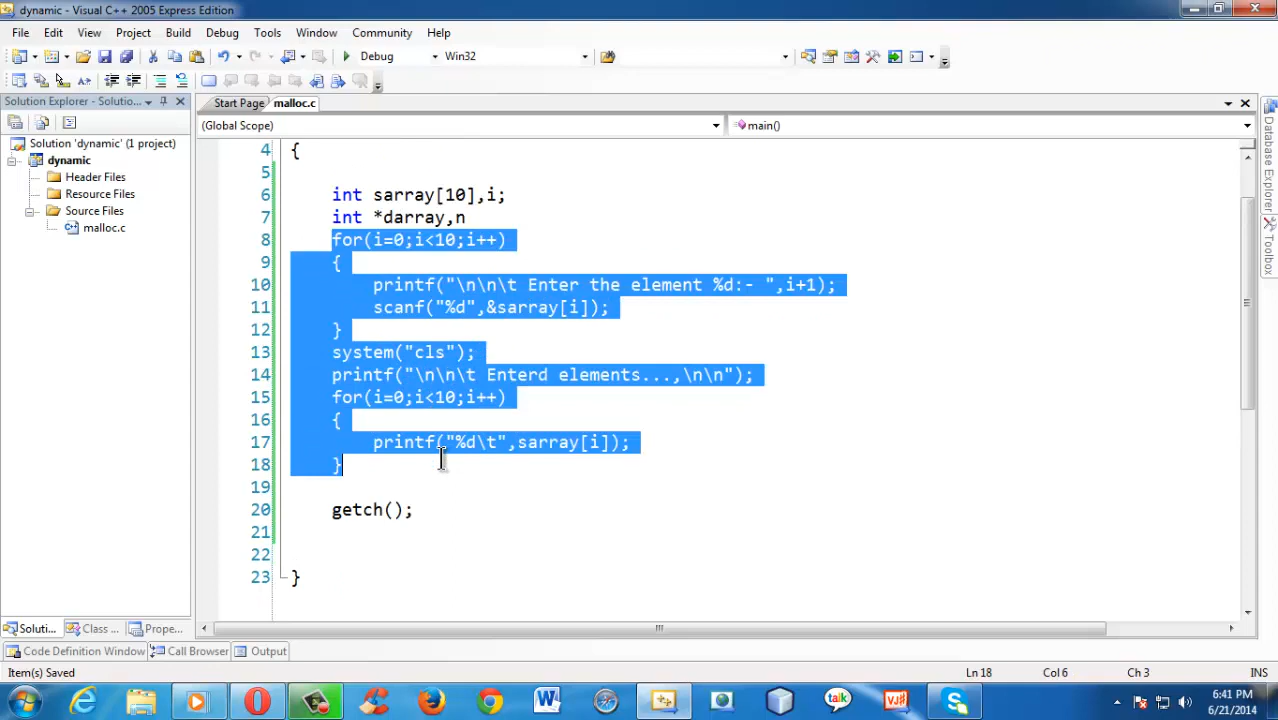 dynamic - Visual C++ 2005 Express Edition
File Edit View Project Build Debug Tools Window Community Help
Debug Win32
Solution Explorer - Solutio...
Start Page malloc.c
(Global Scope) main()
Solution 'dynamic' (1 project)
dynamic
Header Files
Resource Files
Source Files
malloc.c
4 {
5
6 int sarray[10],i;
7 int *darray,n
8 for(i=0;i<10;i++)
9 {
10 printf("\n\n\t Enter the element %d:- ",i+1);
11 scanf("%d",&sarray[i]);
12 }
13 system("cls");
14 printf("\n\n\t Enterd elements...,\n\n");
15 for(i=0;i<10;i++)
16 {
17 printf("%d\t",sarray[i]);
18 }
19
20 getch();
21
22
23 }
Database Explorer
Toolbox
Soluti... Class ... Prope...
Code Definition Window Call Browser Output
Item(s) Saved Ln 18 Col 6 Ch 3 INS
talk
6:41 PM
6/21/2014